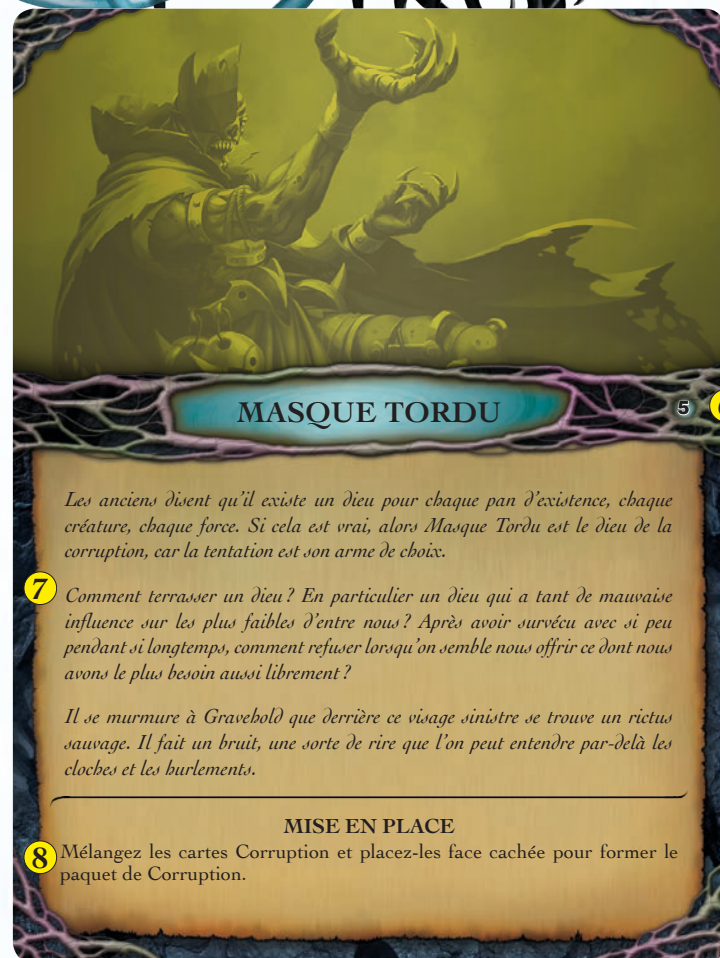 MASQUE TORDU
5
Les anciens disent qu'il existe un dieu pour chaque pan d'existence, chaque
créature, chaque force. Si cela est vrai, alors Masque Tordu est le dieu de la
corruption, car la tentation est son arme de choix.
7
Comment terrasser un dieu ? En particulier un dieu qui a tant de mauvaise
influence sur les plus faibles d'entre nous ? Après avoir survécu avec si peu
pendant si longtemps, comment refuser lorsqu'on semble nous offrir ce dont nous
avons le plus besoin aussi librement ?
Il se murmure à Gravehold que derrière ce visage sinistre se trouve un rictus
sauvage. Il fait un bruit, une sorte de rire que l'on peut entendre par-delà les
cloches et les hurlements.
MISE EN PLACE
8
Mélangez les cartes Corruption et placez-les face cachée pour former le
paquet de Corruption.